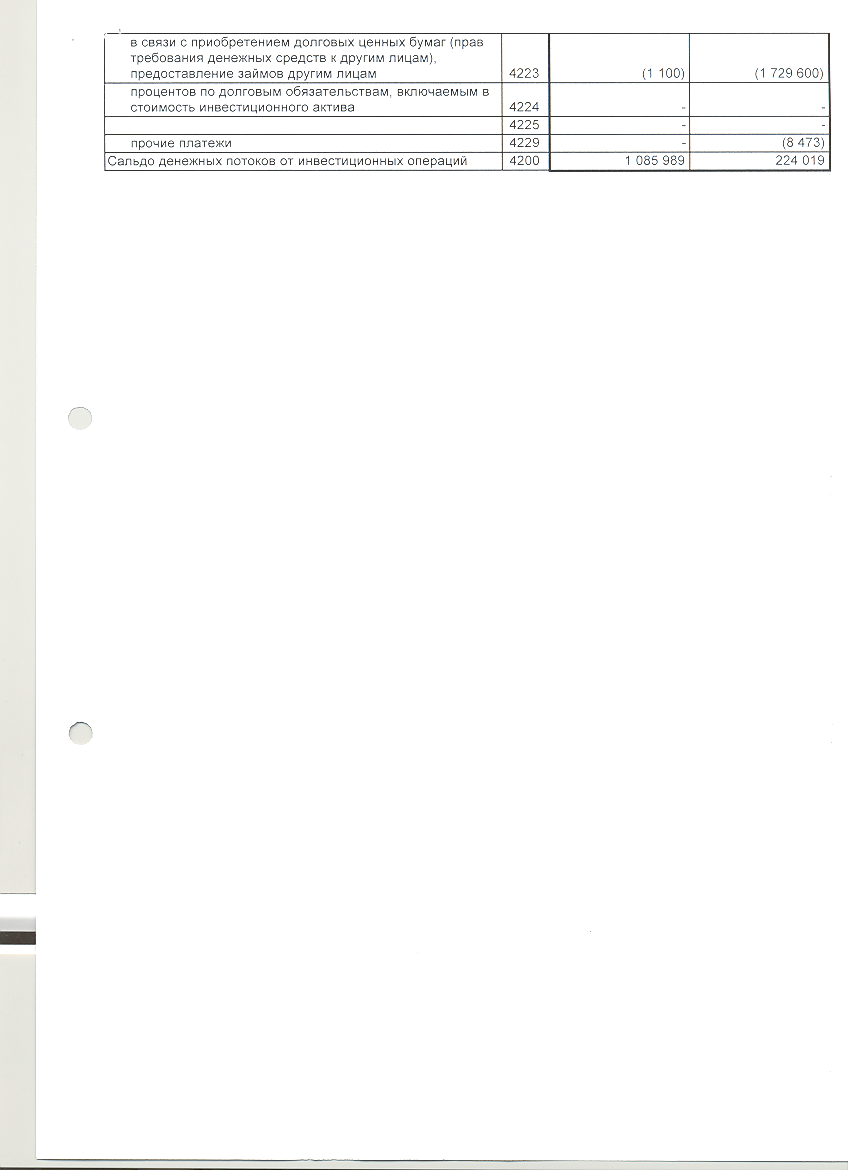 в связи с приобретением долговых ценных бумаг (прав
требования денежных средств к другим лицам),
предоставление займов другим лицам 4223 (1 100) (1 729 600)
процентов по долговым обязательствам, включаемым в
стоимость инвестиционного актива 4224 - -
4225 - -
прочие платежи 4229 - (8 473)
Сальдо денежных потоков от инвестиционных операций 4200 1 085 989 224 019